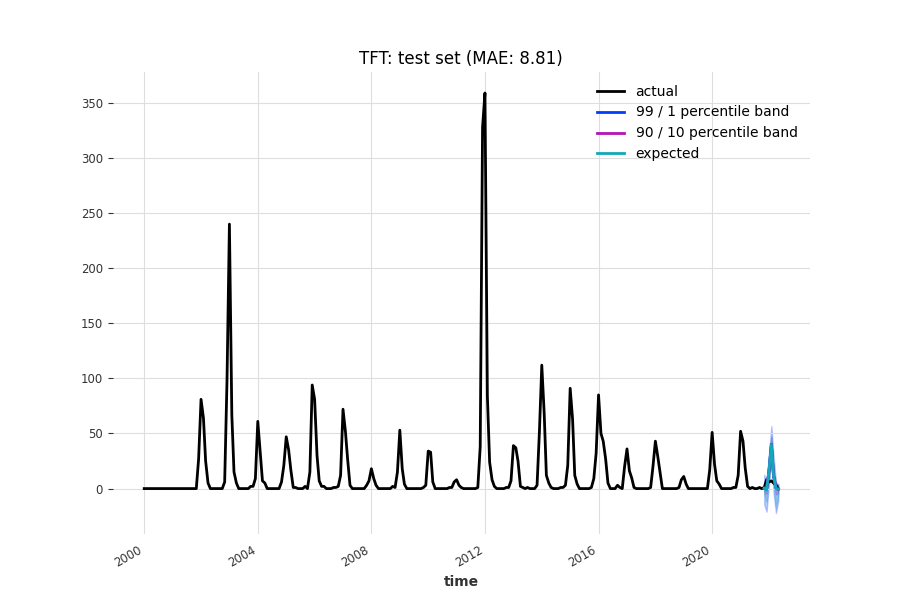 TFT: test set (MAE: 8.81)
actual
99 / 1 percentile band
90 / 10 percentile band
expected
350
300
250
200
150
100
50
0
2000
2004
2008
2012
2016
2020
time